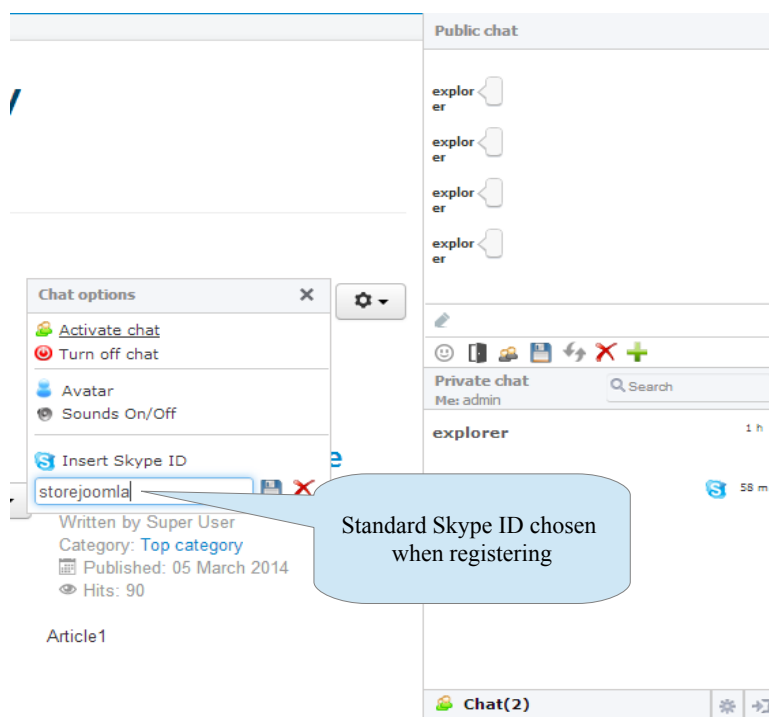 Public chat
y
explor
er
explor
er
explor
er
explor
er
Chat options
Activate chat
Turn off chat
Avatar
Sounds On/Off
Insert Skype ID
e
storejoomla
Private chat
Me: admin
Search
explorer
1 h
58 m
Standard Skype ID chosen
when registering
Written by Super User
Category: Top category
Published: 05 March 2014
Hits: 90
Article1
Chat(2)